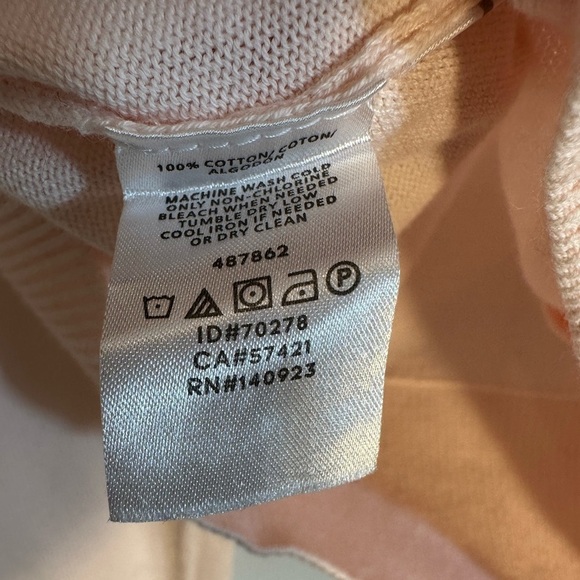 100% COTTON/COTON/
ALGODON
MACHINE WASH COLD
ONLY NON-CHLORINE
BLEACH WHEN NEEDED
TUMBLE DRY LOW
COOL IRON IF NEEDED
OR DRY CLEAN
487862
P
ID#70278
CA#57421
RN#140923